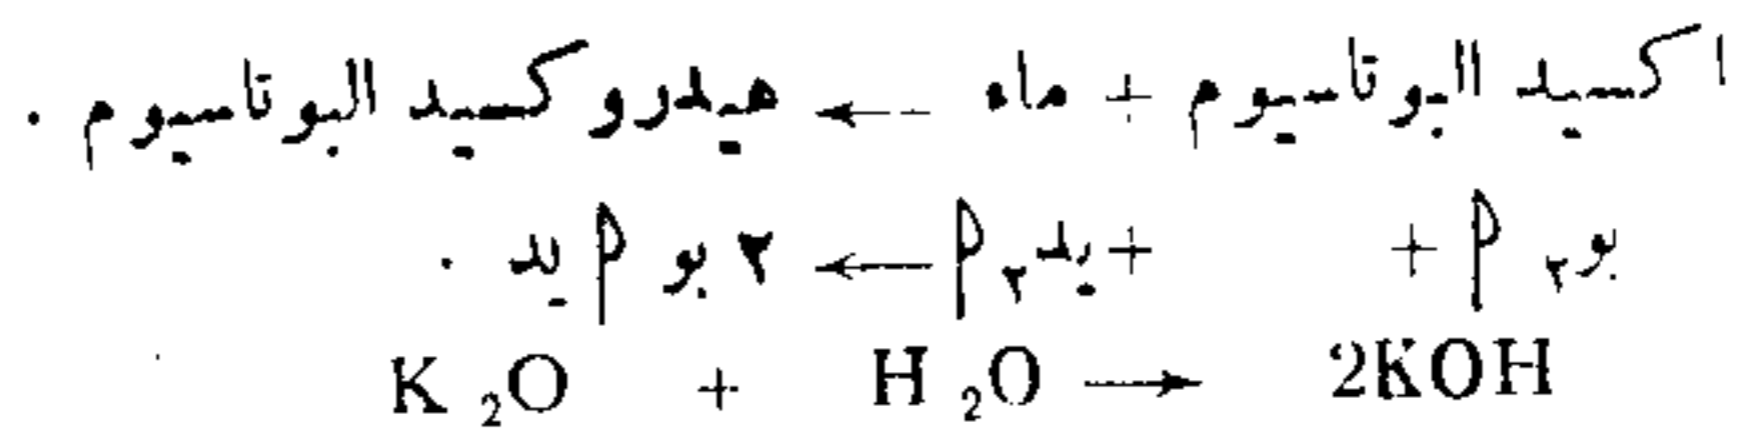 اكسيد البوتاسيوم + ماء ← هيدروكسيد البوتاسيوم .
بو٢ م + + يد٢ م ← ٢ بو م يد .
K₂O + H₂O → 2KOH